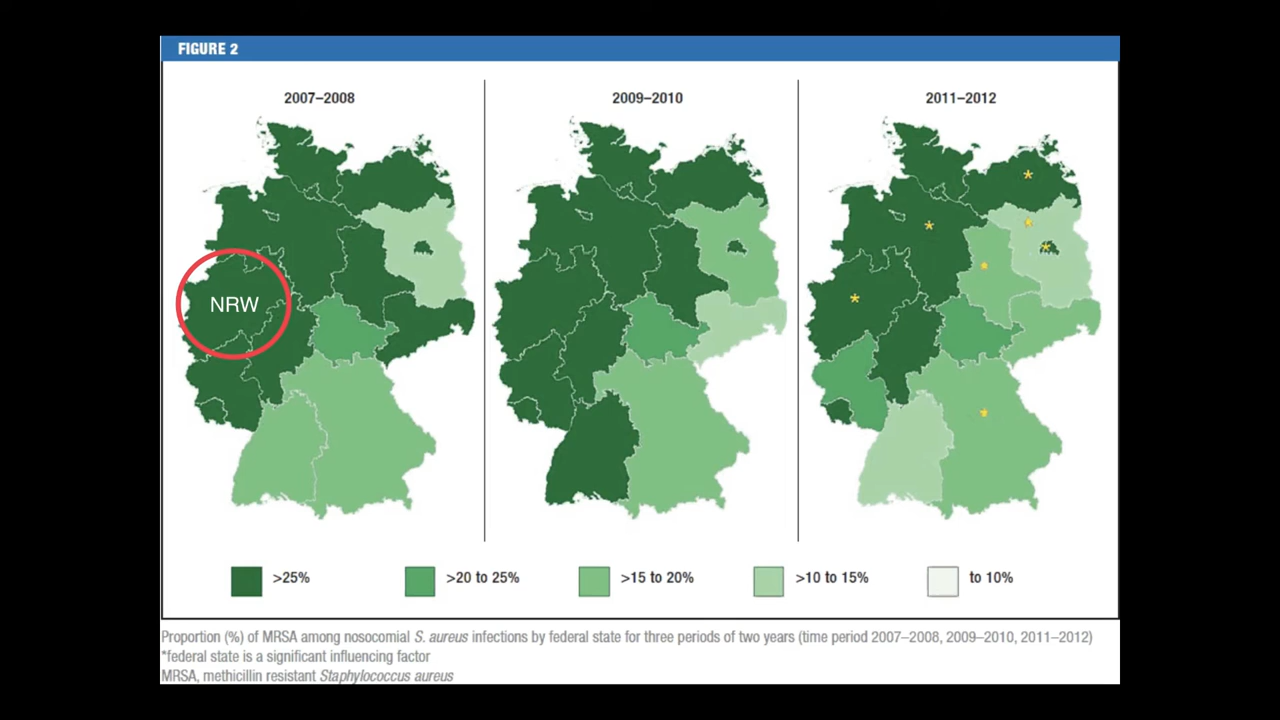 FIGURE 2
2007–2008
2009–2010
2011–2012
NRW
*
*
*
*
*
*
*
>25%
>20 to 25%
>15 to 20%
>10 to 15%
to 10%
Proportion (%) of MRSA among nosocomial S. aureus infections by federal state for three periods of two years (time period 2007–2008, 2009–2010, 2011–2012)
*federal state is a significant influencing factor
MRSA, methicillin resistant Staphylococcus aureus